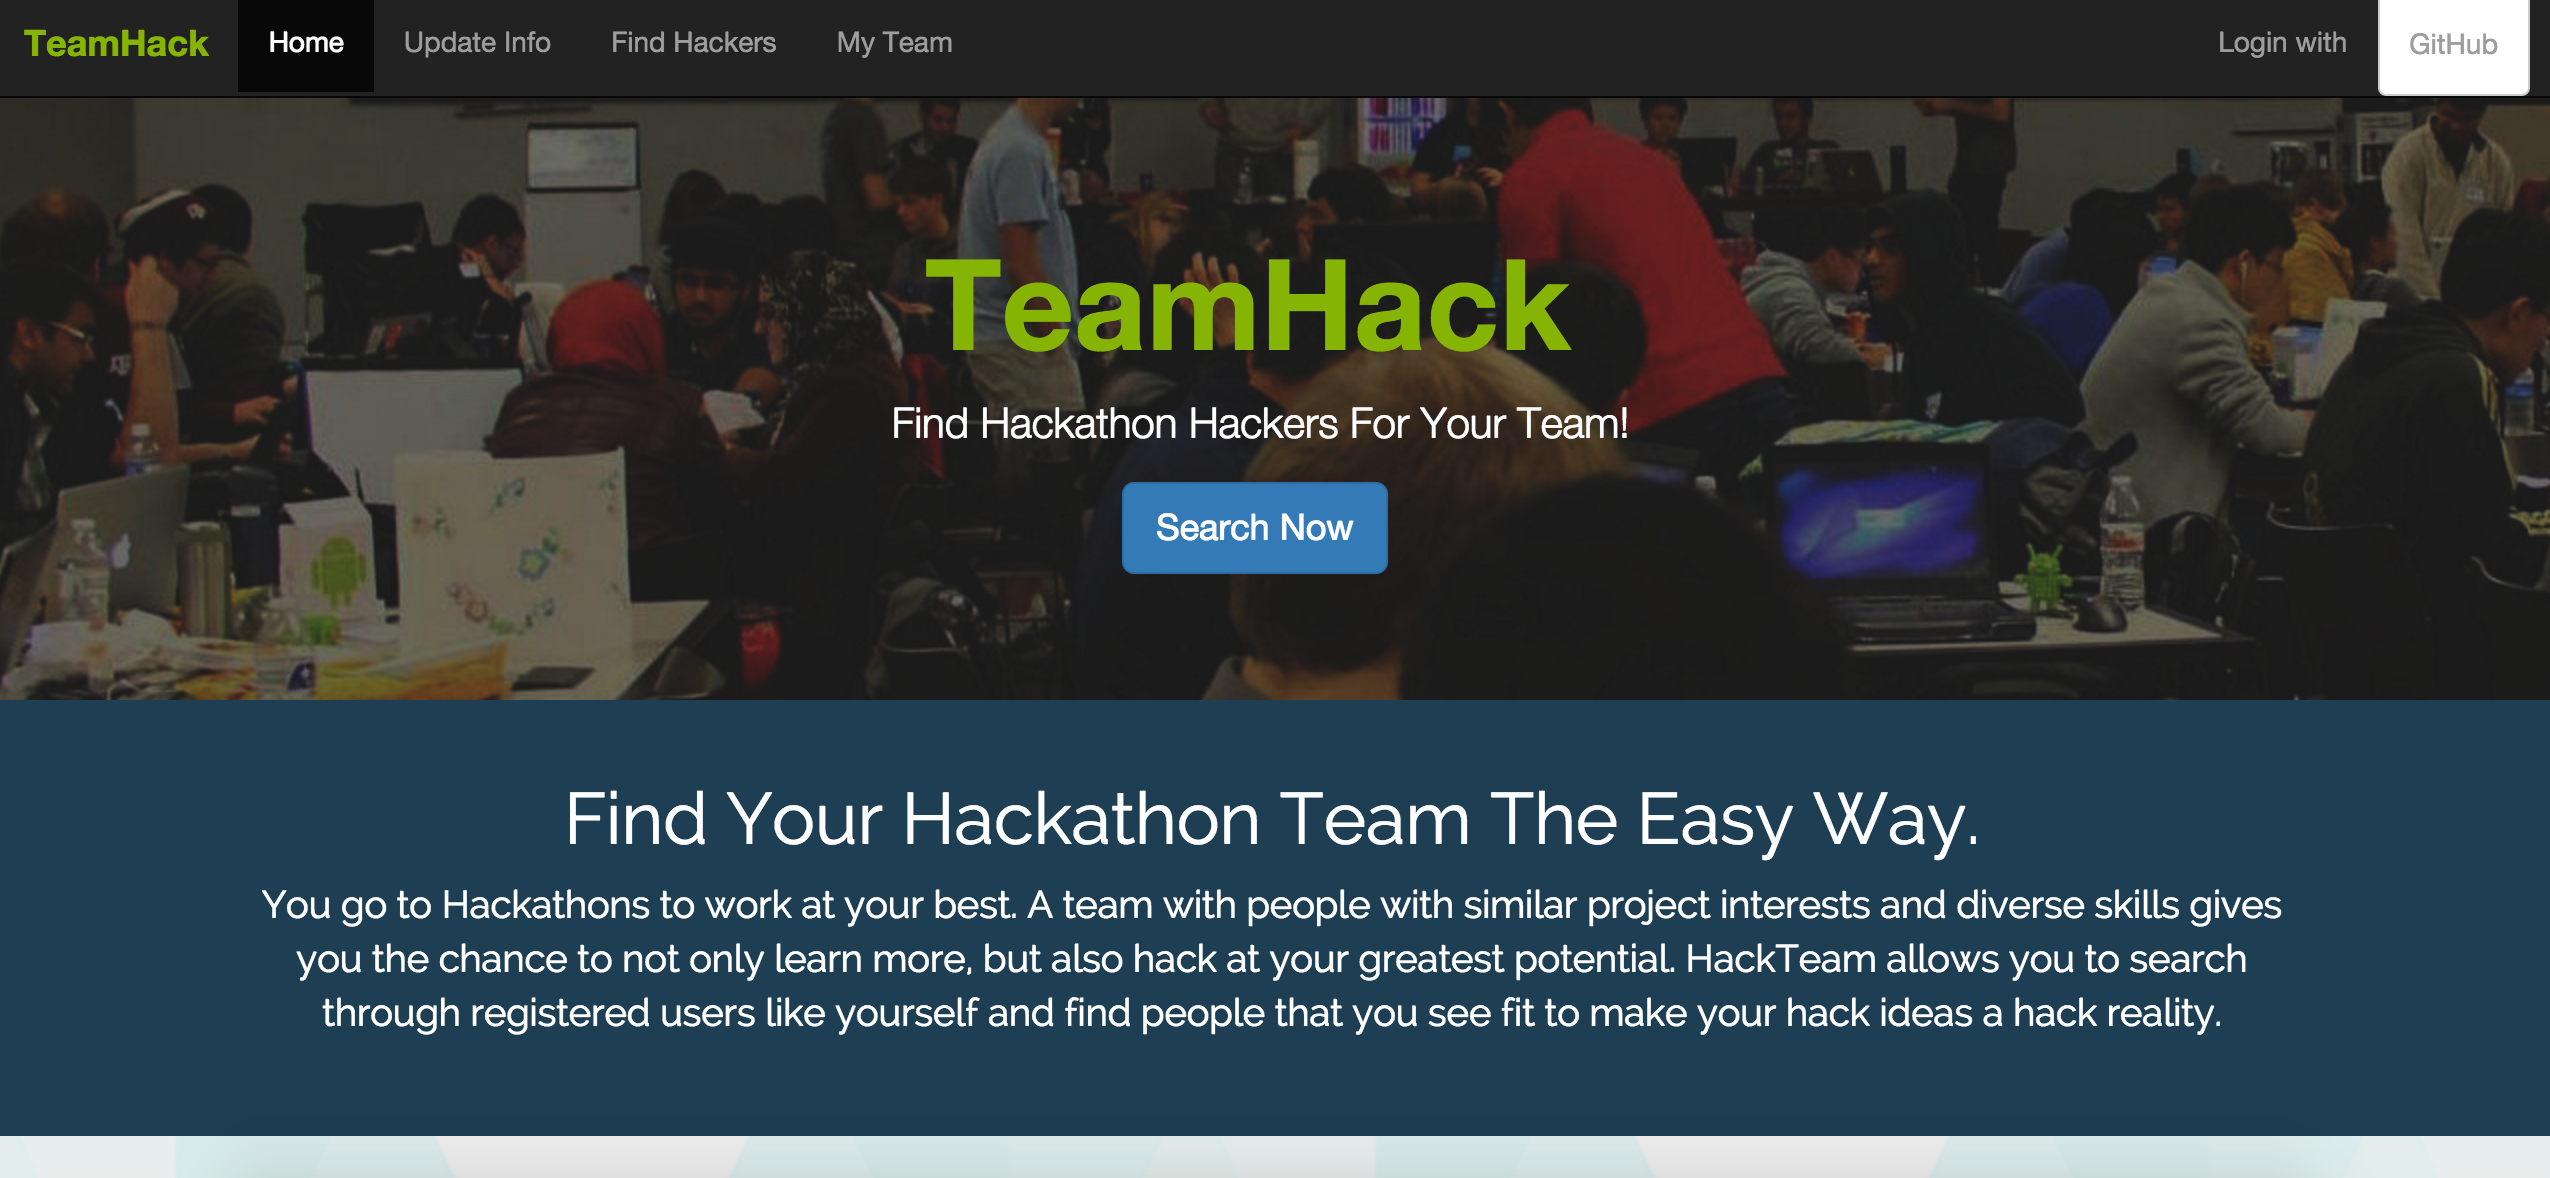 TeamHack Home Update Info Find Hackers My Team Login with GitHub
TeamHack
Find Hackathon Hackers For Your Team!
Search Now
Find Your Hackathon Team The Easy Way.
You go to Hackathons to work at your best. A team with people with similar project interests and diverse skills gives
you the chance to not only learn more, but also hack at your greatest potential. HackTeam allows you to search
through registered users like yourself and find people that you see fit to make your hack ideas a hack reality.